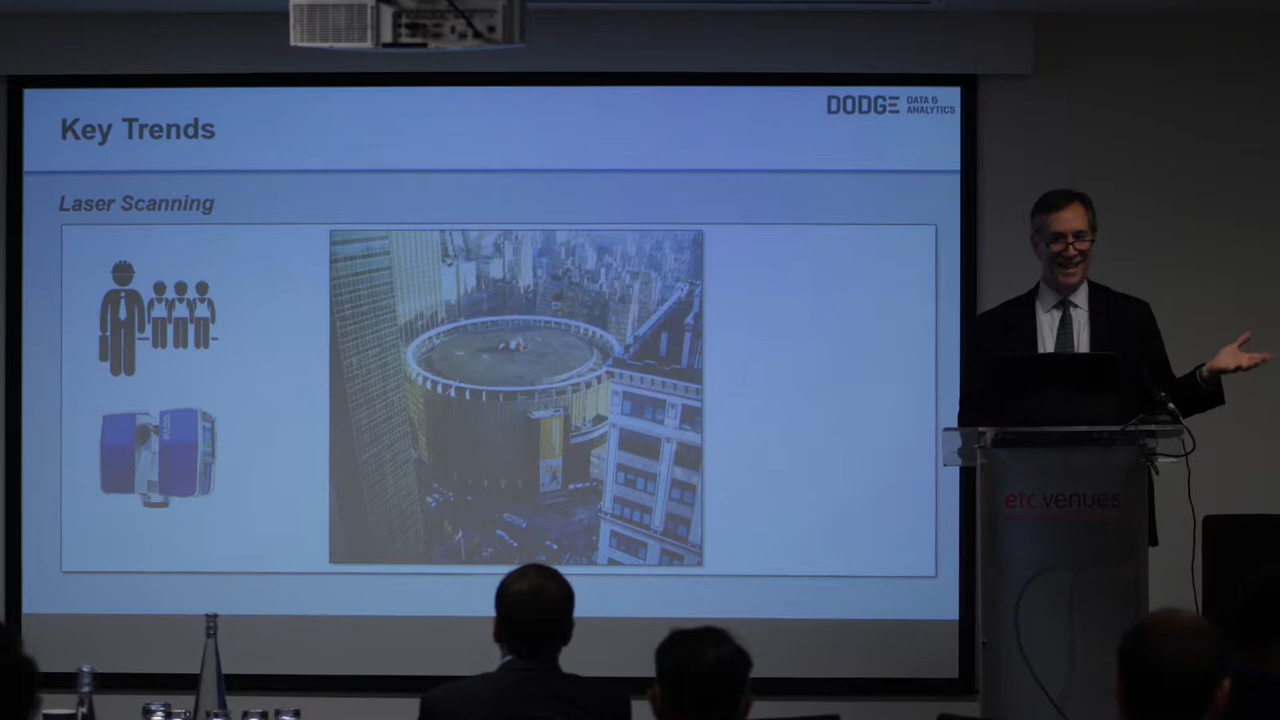 Key Trends
DODGE DATA &
ANALYTICS
Laser Scanning
etc.venues